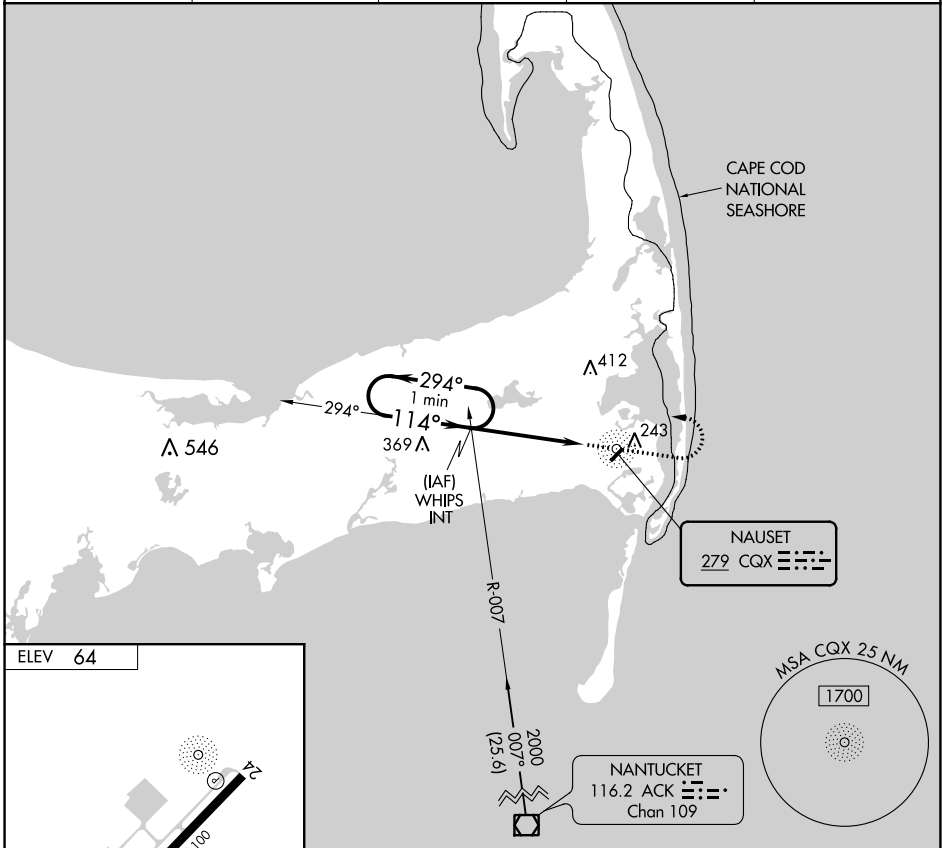 CAPE COD
NATIONAL
SEASHORE
412
294°
1 min
294°
114°
243
546
369
(IAF)
WHIPS
INT
NAUSET
279 CQX
R-007
ELEV 64
MSA CQX 25 NM
1700
2000
007°
(25.6)
NANTUCKET
116.2 ACK
Chan 109
24
100
P